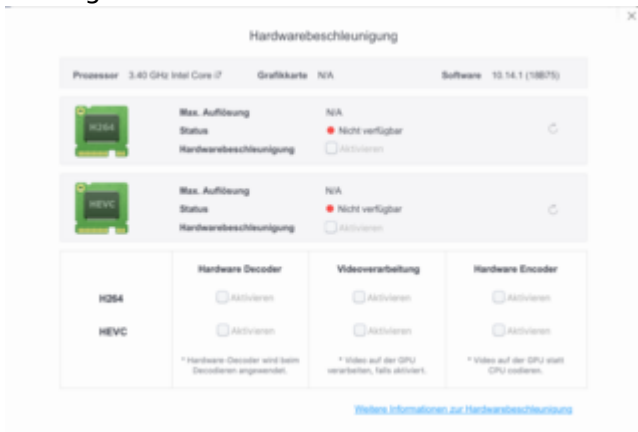 Hardwarebeschleunigung
Prozessor 3.40 GHz Intel Core i7 Grafikkarte N/A Software 10.14.1 (18B75)
H264
Max. Auflösung N/A
Status Nicht verfügbar
Hardwarebeschleunigung Aktivieren
HEVC
Max. Auflösung N/A
Status Nicht verfügbar
Hardwarebeschleunigung Aktivieren
Hardware Decoder Videoverarbeitung Hardware Encoder
H264 Aktivieren Aktivieren Aktivieren
HEVC Aktivieren Aktivieren Aktivieren
* Hardware-Decoder wird beim * Video auf der GPU * Video auf der GPU statt
Decodieren angewendet. verarbeiten, falls aktiviert. CPU codieren.
Weitere Informationen zur Hardwarebeschleunigung